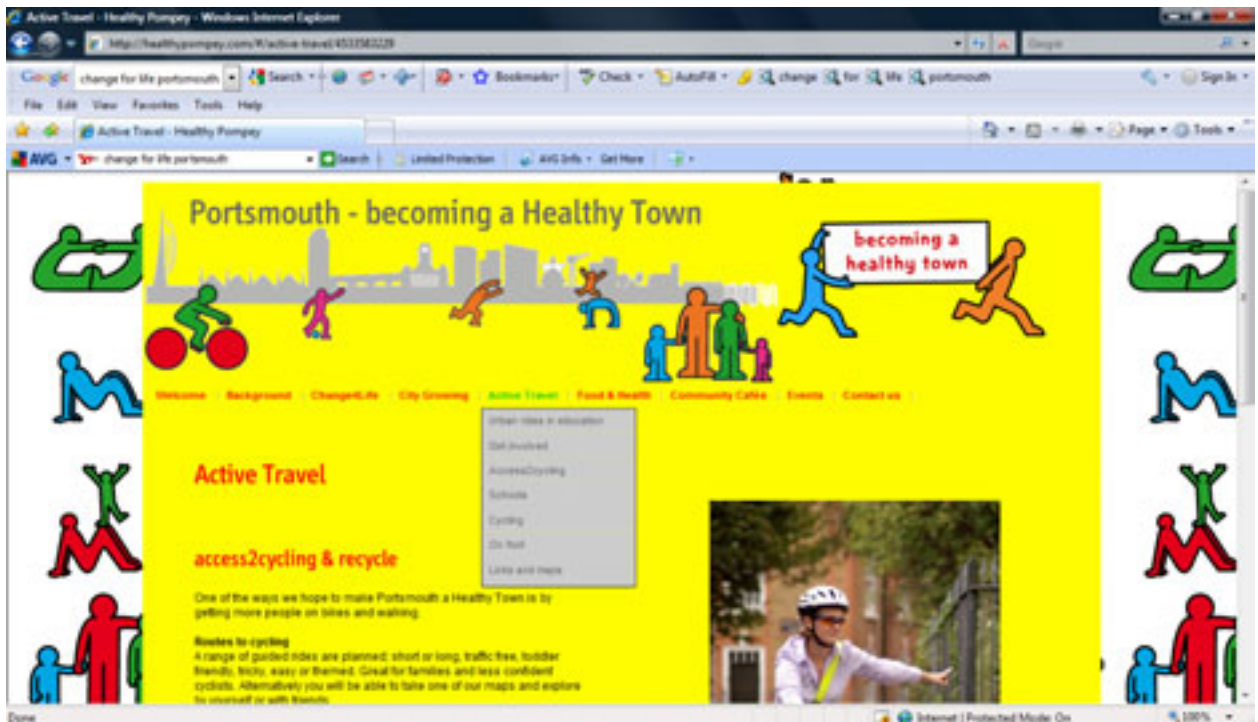 Active Travel - Healthy Pompey - Windows Internet Explorer
http://healthypompey.com/#/active-travel/4533583229
Google
Google change for life portsmouth Search Bookmarks Check AutoFill change for life portsmouth Sign In
File Edit View Favorites Tools Help
Active Travel - Healthy Pompey Page Tools
AVG change for life portsmouth Search Limited Protection AVG Info Get More
Portsmouth - becoming a Healthy Town
becoming a
healthy town
Welcome Background Change4Life City Growing Active Travel Food & Health Community Cafés Events Contact us
Urban rides in education
Get involved
Access2cycling
Schools
Cycling
On foot
Links and maps
Active Travel
access2cycling & recycle
One of the ways we hope to make Portsmouth a Healthy Town is by
getting more people on bikes and walking.
Routes to cycling
A range of guided rides are planned: short or long, traffic free, toddler
friendly, tricky, easy or themed. Great for families and less confident
cyclists. Alternatively you will be able to take one of our maps and explore
by yourself or with friends
Done Internet | Protected Mode: On 100%